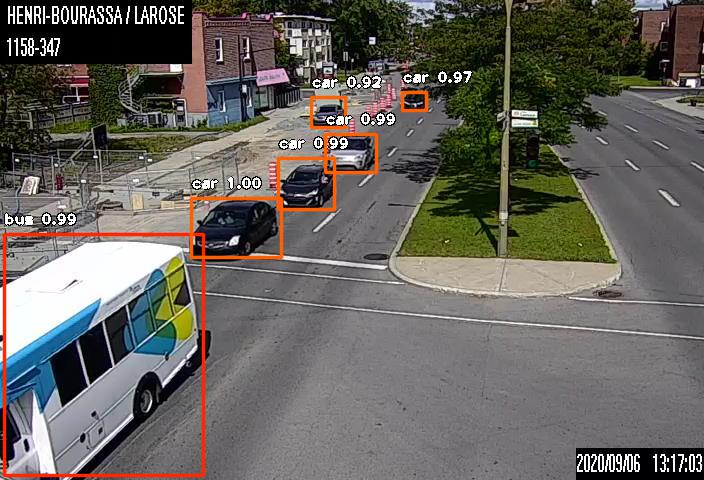 HENRI-BOURASSA / LAROSE
1158-347
car 0.92
car 0.97
car 0.99
car 0.99
car 1.00
bus 0.99
2020/09/06 13:17:03